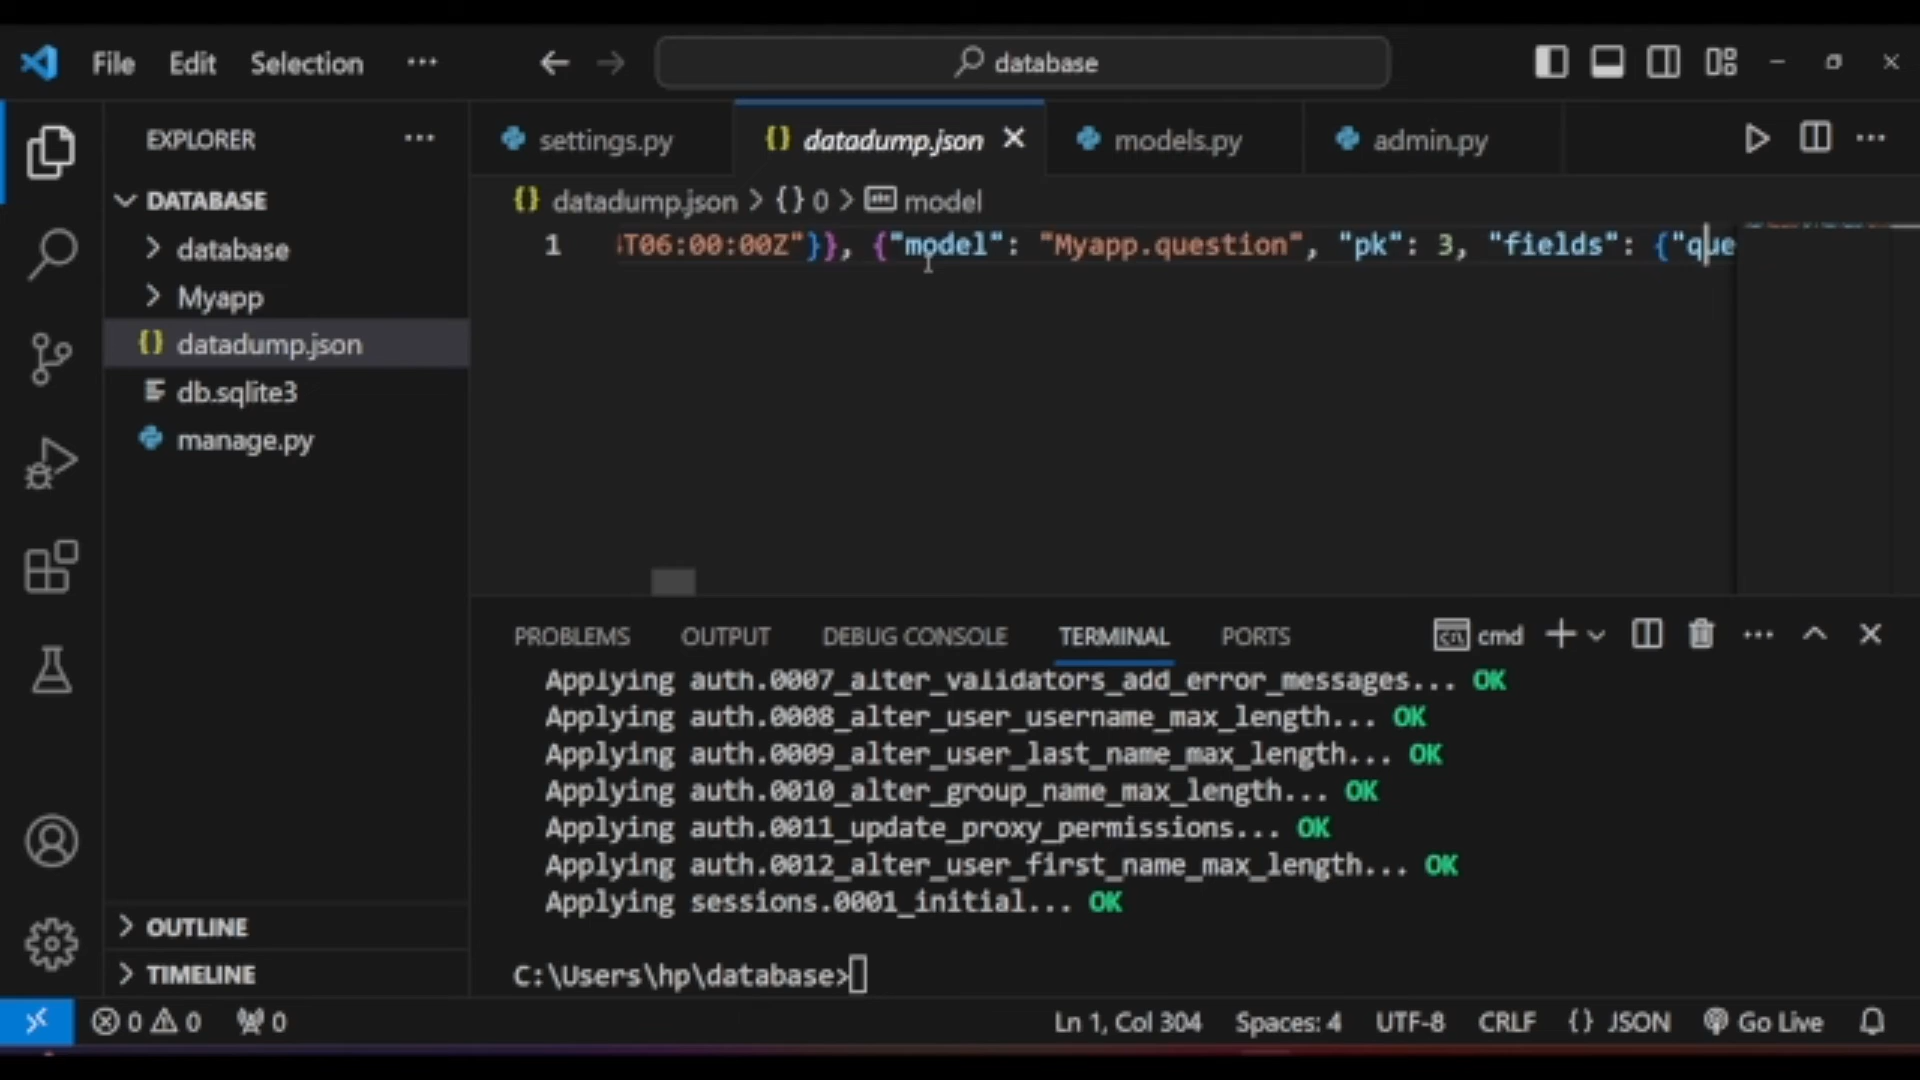 File Edit Selection ··· database
EXPLORER ···
settings.py datadump.json models.py admin.py
DATABASE
database
Myapp
datadump.json
db.sqlite3
manage.py
OUTLINE
TIMELINE
datadump.json > {} 0 > model
1 T06:00:00Z"}}, {"model": "Myapp.question", "pk": 3, "fields": {"que
PROBLEMS OUTPUT DEBUG CONSOLE TERMINAL PORTS cmd
Applying auth.0007_alter_validators_add_error_messages... OK
Applying auth.0008_alter_user_username_max_length... OK
Applying auth.0009_alter_user_last_name_max_length... OK
Applying auth.0010_alter_group_name_max_length... OK
Applying auth.0011_update_proxy_permissions... OK
Applying auth.0012_alter_user_first_name_max_length... OK
Applying sessions.0001_initial... OK
C:\Users\hp\database>
0 0 0 Ln 1, Col 304 Spaces: 4 UTF-8 CRLF {} JSON Go Live